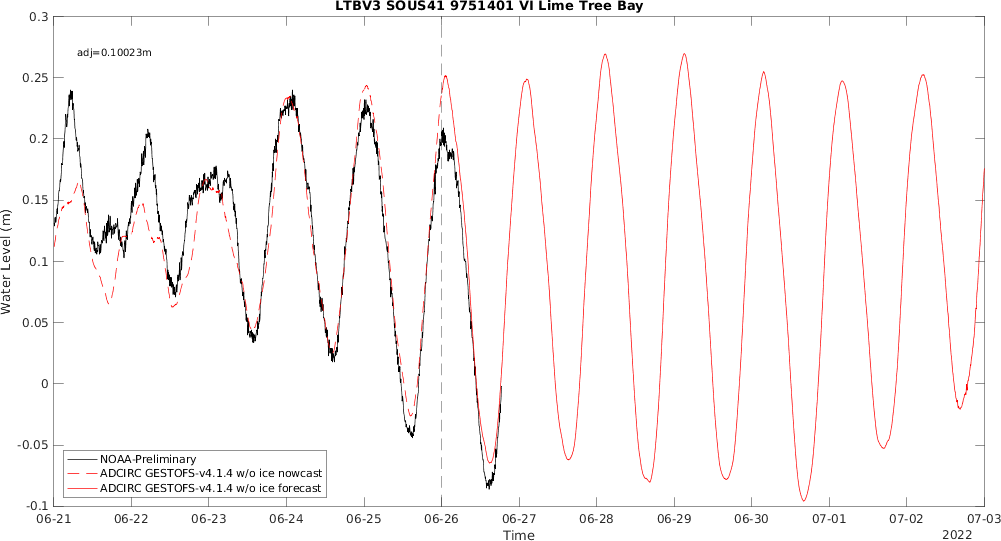 LTBV3 SOUS41 9751401 VI Lime Tree Bay
adj=0.10023m
Water Level (m)
0.3
0.25
0.2
0.15
0.1
0.05
0
-0.05
-0.1
NOAA-Preliminary
ADCIRC GESTOFS-v4.1.4 w/o ice nowcast
ADCIRC GESTOFS-v4.1.4 w/o ice forecast
06-21 06-22 06-23 06-24 06-25 06-26 06-27 06-28 06-29 06-30 07-01 07-02 07-03
Time
2022